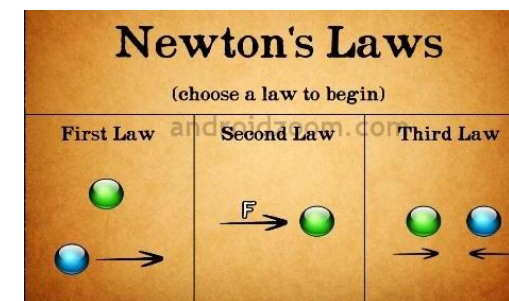 Newton's Laws
(choose a law to begin)
androidzoom.com
First Law
Second Law
Third Law
F